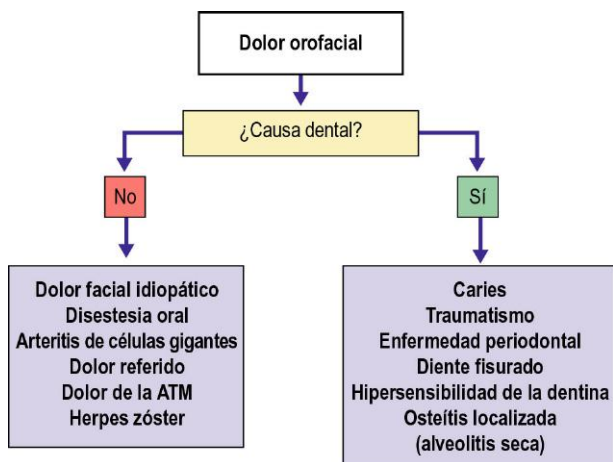 Dolor orofacial
¿Causa dental?
No
Sí
Dolor facial idiopático
Disestesia oral
Arteritis de células gigantes
Dolor referido
Dolor de la ATM
Herpes zóster
Caries
Traumatismo
Enfermedad periodontal
Diente fisurado
Hipersensibilidad de la dentina
Osteítis localizada
(alveolitis seca)